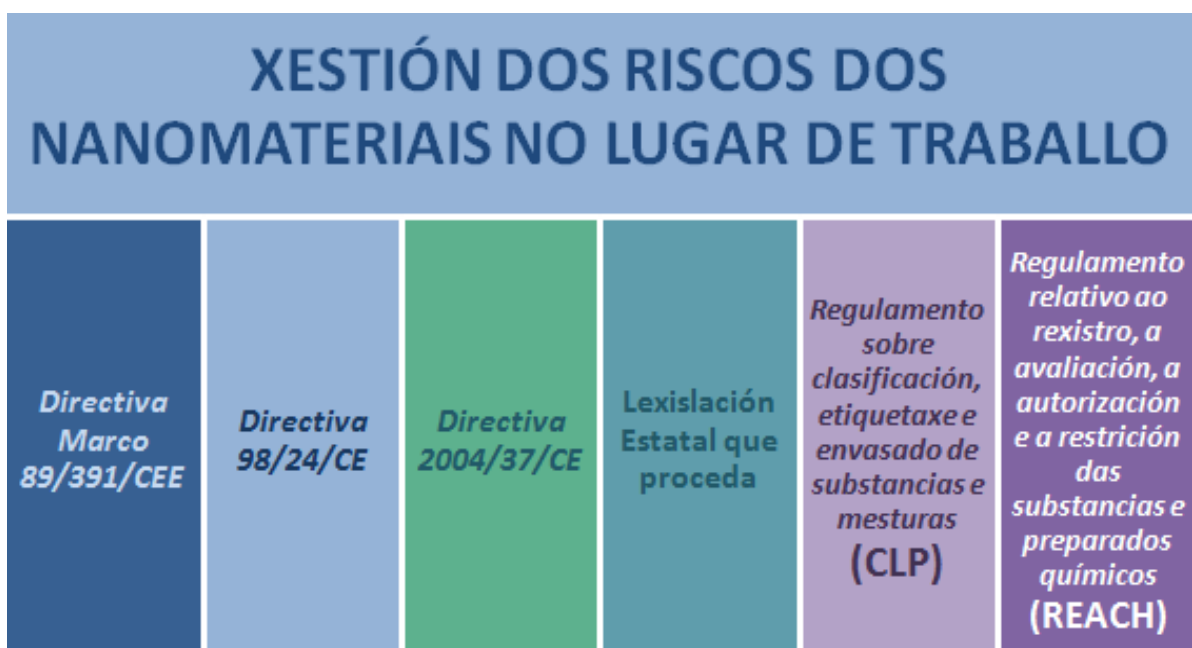 XESTIÓN DOS RISCOS DOS
NANOMATERIAIS NO LUGAR DE TRABALLO
Directiva
Marco
89/391/CEE
Directiva
98/24/CE
Directiva
2004/37/CE
Lexislación
Estatal que
proceda
Regulamento
sobre
clasificación,
etiquetaxe e
envasado de
substancias e
mesturas
(CLP)
Regulamento
relativo ao
rexistro, a
avaliación, a
autorización
e a restrición
das
substancias e
preparados
químicos
(REACH)